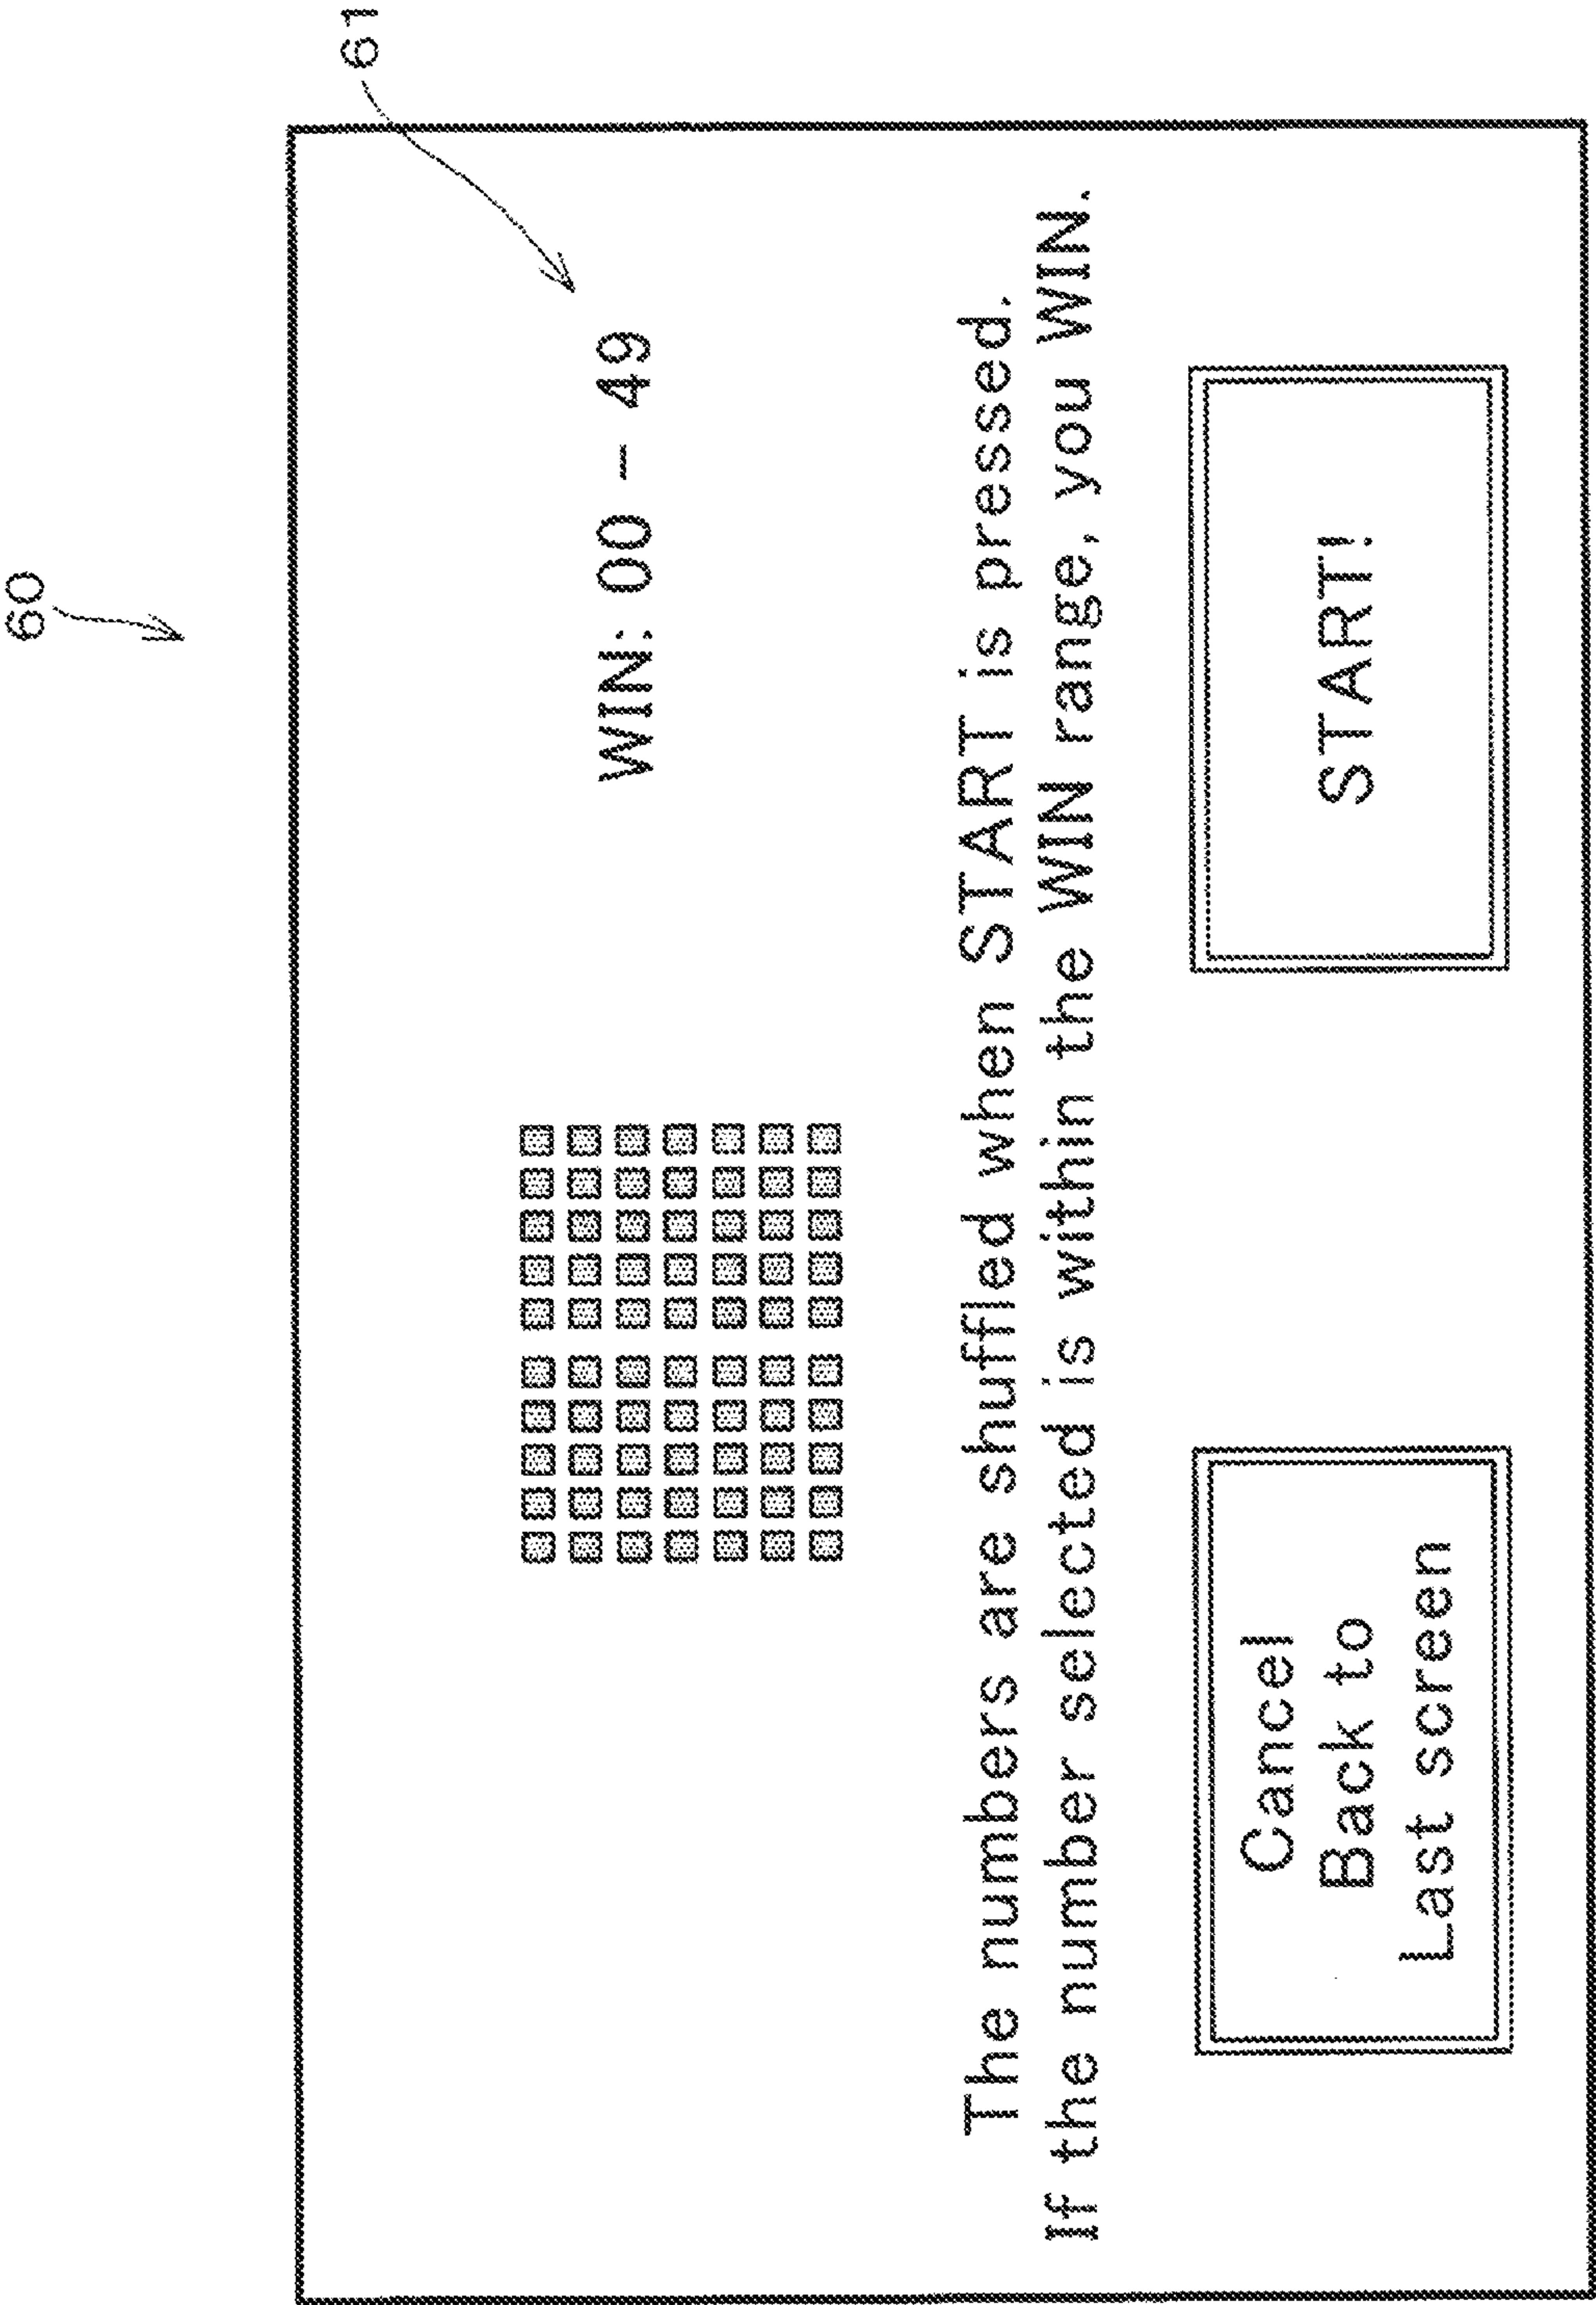 60
61
WIN: 00 - 49
The numbers are shuffled when START is pressed.
If the number selected is within the WIN range, you WIN.
Cancel
Back to
Last screen
START!